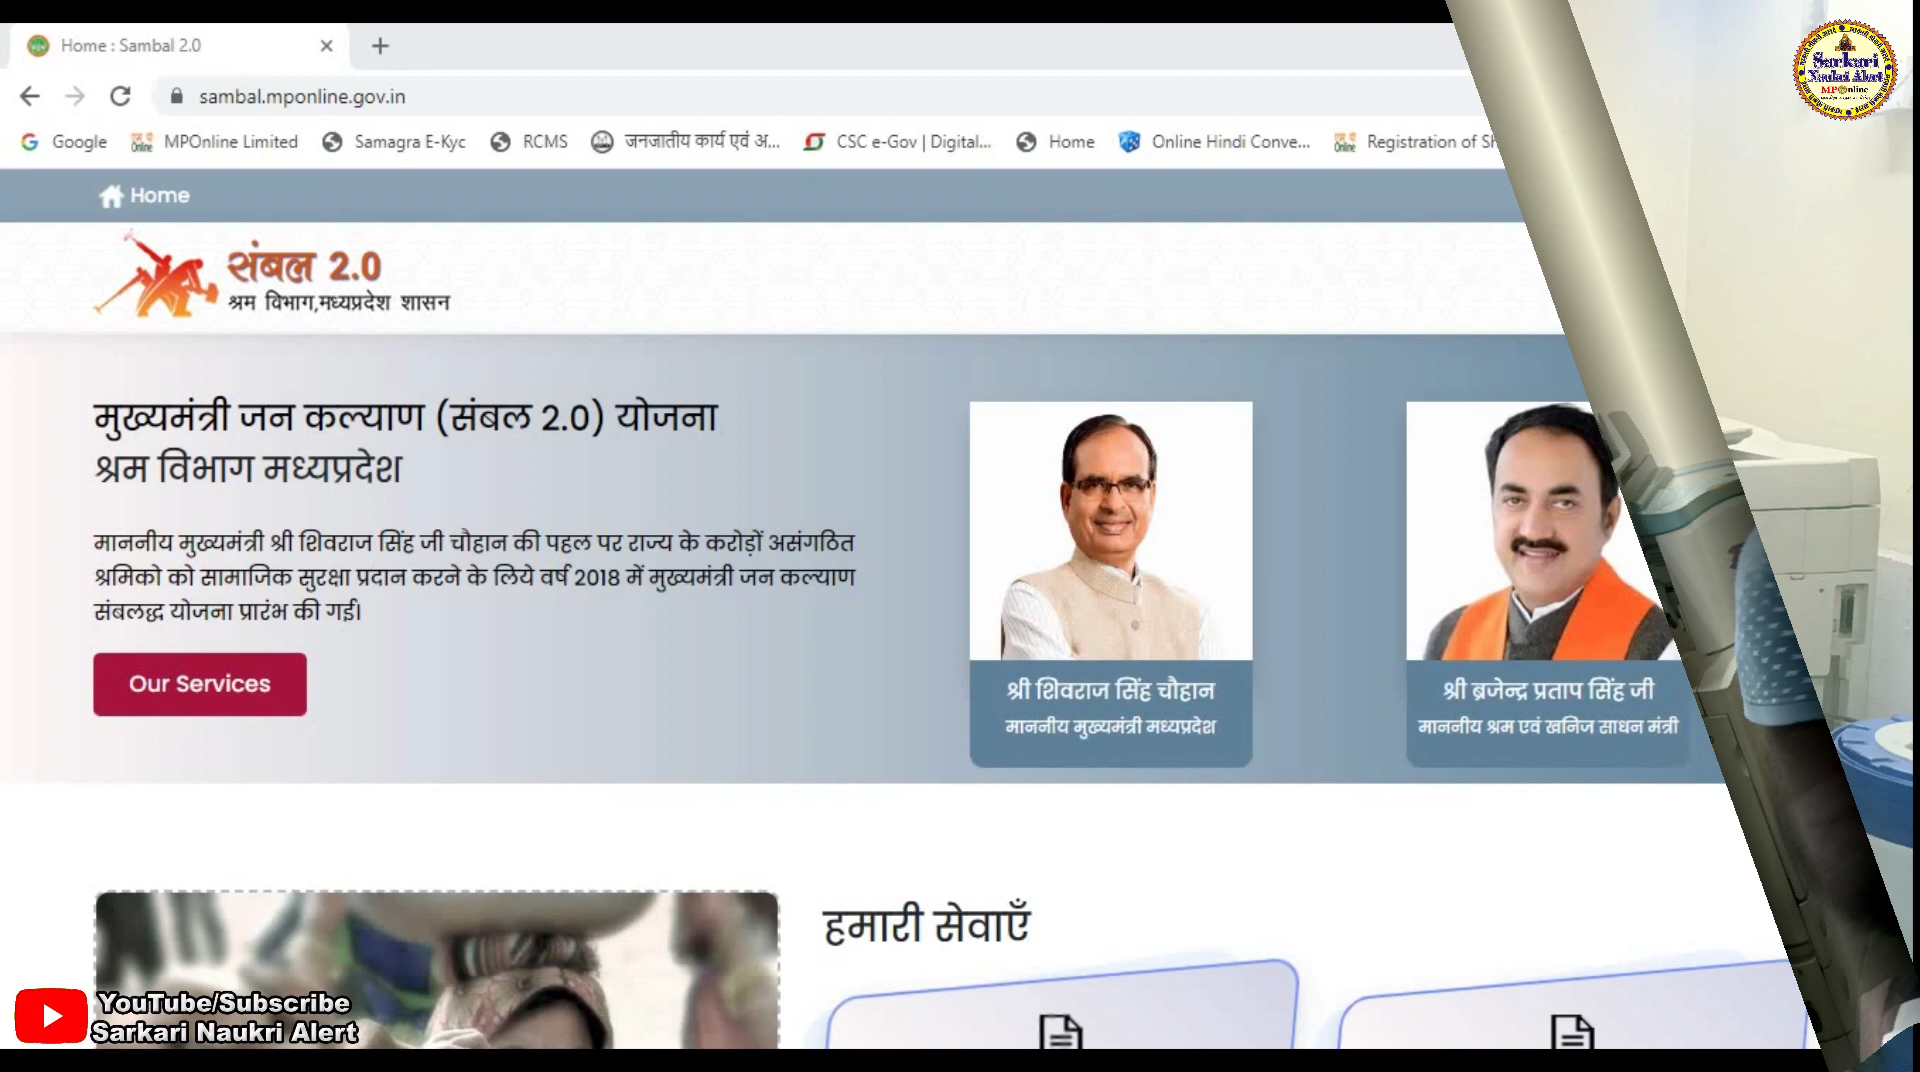 Home : Sambal 2.0
sambal.mponline.gov.in
Google MPOnline Limited Samagra E-Kyc RCMS जनजातीय कार्य एवं अ... CSC e-Gov | Digital... Home Online Hindi Conve... Registration of Sh
Home
संबल 2.0
श्रम विभाग,मध्यप्रदेश शासन
मुख्यमंत्री जन कल्याण (संबल 2.0) योजना
श्रम विभाग मध्यप्रदेश
माननीय मुख्यमंत्री श्री शिवराज सिंह जी चौहान की पहल पर राज्य के करोड़ों असंगठित
श्रमिको को सामाजिक सुरक्षा प्रदान करने के लिये वर्ष 2018 में मुख्यमंत्री जन कल्याण
संबलद्ध योजना प्रारंभ की गई।
Our Services
श्री शिवराज सिंह चौहान
माननीय मुख्यमंत्री मध्यप्रदेश
श्री ब्रजेन्द्र प्रताप सिंह जी
माननीय श्रम एवं खनिज साधन मंत्री
हमारी सेवाएँ
Sarkari
Naukri Alert
MPOnline
YouTube/Subscribe
Sarkari Naukri Alert